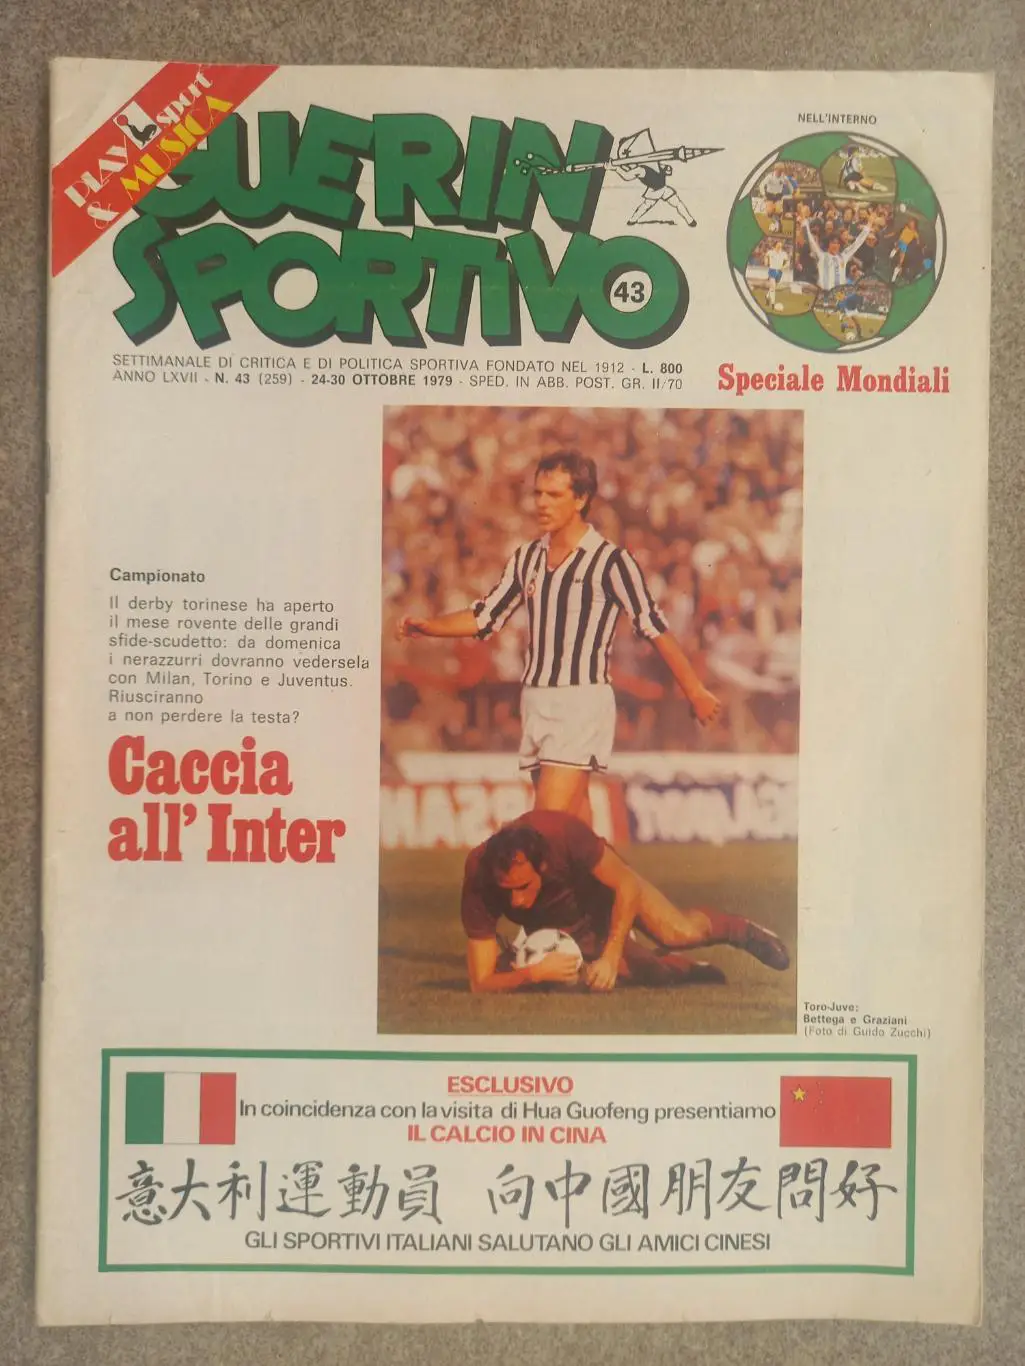 PLAY sport
& MUSICA
GUERIN
SPORTIVO
43
NELL'INTERNO
Speciale Mondiali
SETTIMANALE DI CRITICA E DI POLITICA SPORTIVA FONDATO NEL 1912 - L. 800
ANNO LXVII - N. 43 (259) - 24-30 OTTOBRE 1979 - SPED. IN ABB. POST. GR. II/70
Campionato
Il derby torinese ha aperto
il mese rovente delle grandi
sfide-scudetto: da domenica
i nerazzurri dovranno vedersela
con Milan, Torino e Juventus.
Riusciranno
a non perdere la testa?
Caccia
all'Inter
Toro-Juve:
Bettega e Graziani
(Foto di Guido Zucchi)
ESCLUSIVO
In coincidenza con la visita di Hua Guofeng presentiamo
IL CALCIO IN CINA
意大利運動員 向中國朋友問好
GLI SPORTIVI ITALIANI SALUTANO GLI AMICI CINESI